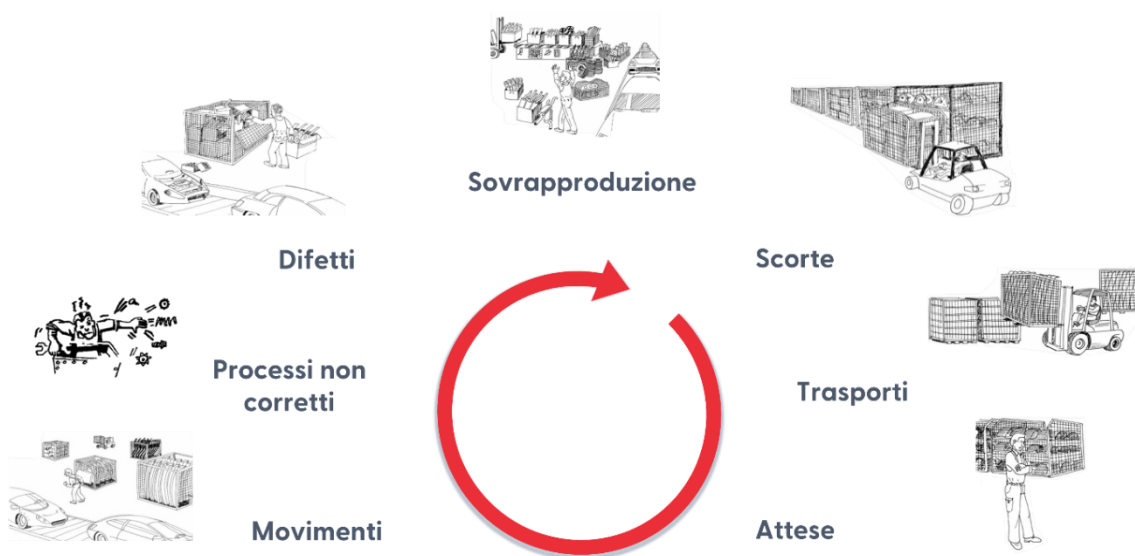 Sovrapproduzione
Difetti
Scorte
Processi non
corretti
Trasporti
Movimenti
Attese